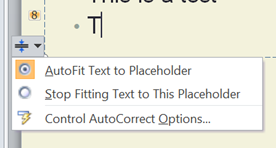 This is a test
8
• T
AutoFit Text to Placeholder
Stop Fitting Text to This Placeholder
Control AutoCorrect Options...